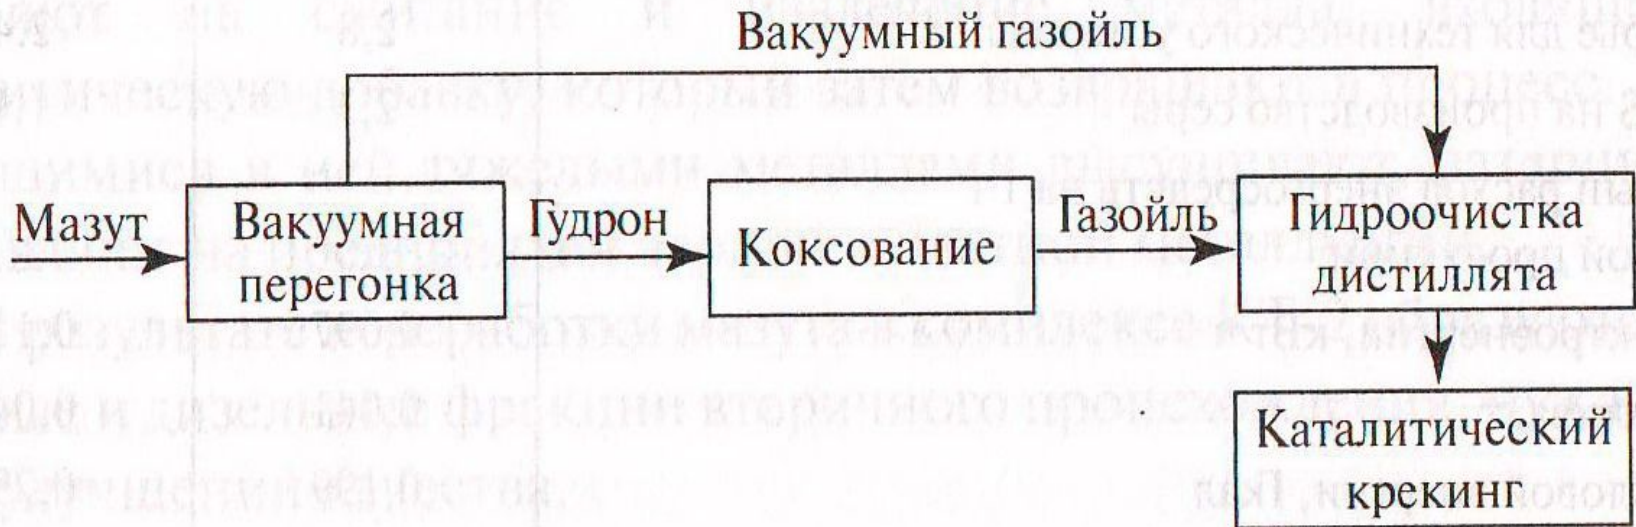 Вакуумный газойль
Мазут
Вакуумная
перегонка
Гудрон
Коксование
Газойль
Гидроочистка
дистиллята
Каталитический
крекинг